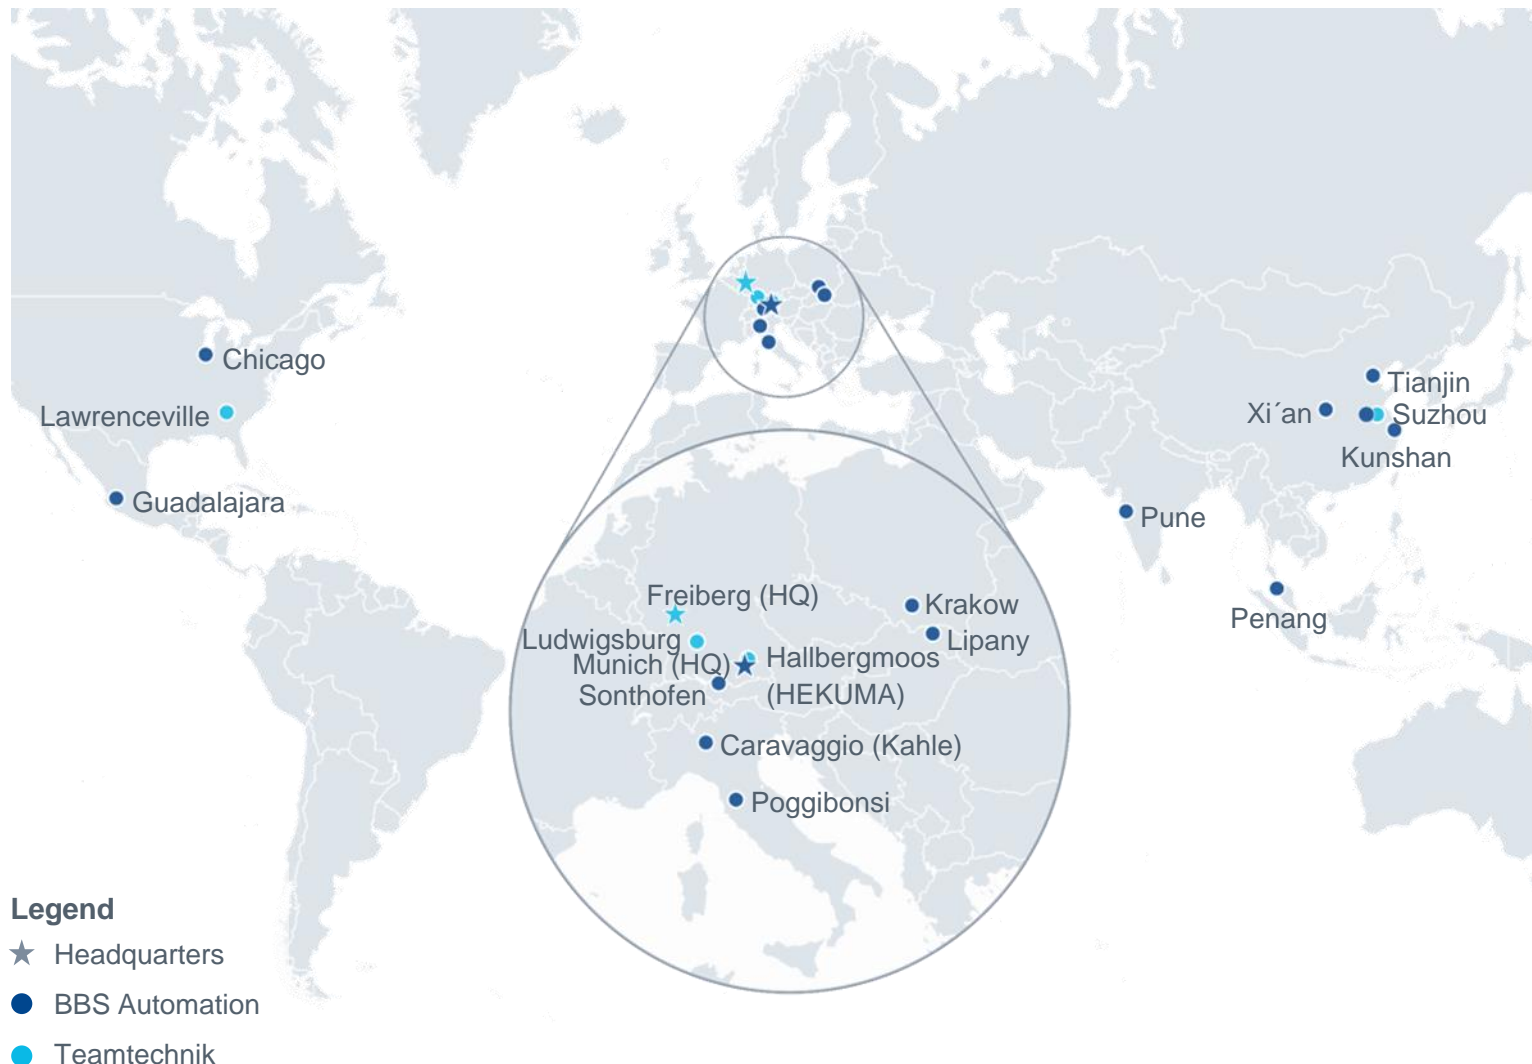 Chicago
Lawrenceville
Guadalajara
Tianjin
Xi´an
Suzhou
Kunshan
Pune
Penang
Freiberg (HQ)
Krakow
Ludwigsburg
Lipany
Munich (HQ)
Hallbergmoos
(HEKUMA)
Sonthofen
Caravaggio (Kahle)
Poggibonsi
Legend
Headquarters
BBS Automation
Teamtechnik